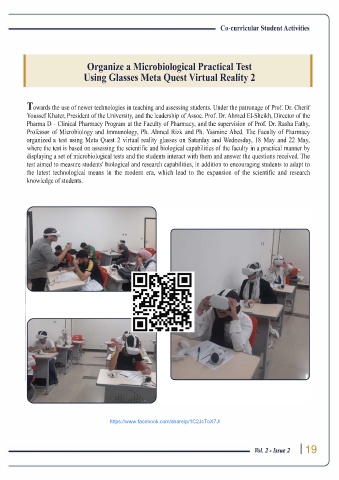 Co-curricular Student Activities
Organize a Microbiological Practical Test
Using Glasses Meta Quest Virtual Reality 2
Towards the use of newer technologies in teaching and assessing students. Under the patronage of Prof. Dr. Cherif
Youssef Khater, President of the University, and the leadership of Assoc. Prof. Dr. Ahmed El-Sheikh, Director of the
Pharma D - Clinical Pharmacy Program at the Faculty of Pharmacy, and the supervision of Prof. Dr. Rasha Fathy,
Professor of Microbiology and Immunology, Ph. Ahmed Rizk and Ph. Yasmine Abed, The Faculty of Pharmacy
organized a test using Meta Quest 2 virtual reality glasses on Saturday and Wednesday, 18 May and 22 May,
where the test is based on assessing the scientific and biological capabilities of the faculty in a practical manner by
displaying a set of microbiological tests and the students interact with them and answer the questions received. The
test aimed to measure students' biological and research capabilities, in addition to encouraging students to adapt to
the latest technological means in the modern era, which lead to the expansion of the scientific and research
knowledge of students.
Vol. 2 - Issue 2 | 19